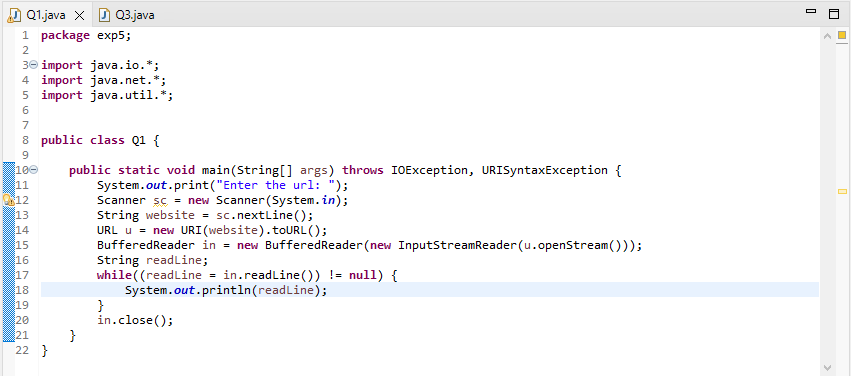 Q1.java Q3.java
1 package exp5;
2
3 import java.io.*;
4 import java.net.*;
5 import java.util.*;
6
7
8 public class Q1 {
9
10 public static void main(String[] args) throws IOException, URISyntaxException {
11 System.out.print("Enter the url: ");
12 Scanner sc = new Scanner(System.in);
13 String website = sc.nextLine();
14 URL u = new URI(website).toURL();
15 BufferedReader in = new BufferedReader(new InputStreamReader(u.openStream()));
16 String readLine;
17 while((readLine = in.readLine()) != null) {
18 System.out.println(readLine);
19 }
20 in.close();
21 }
22 }